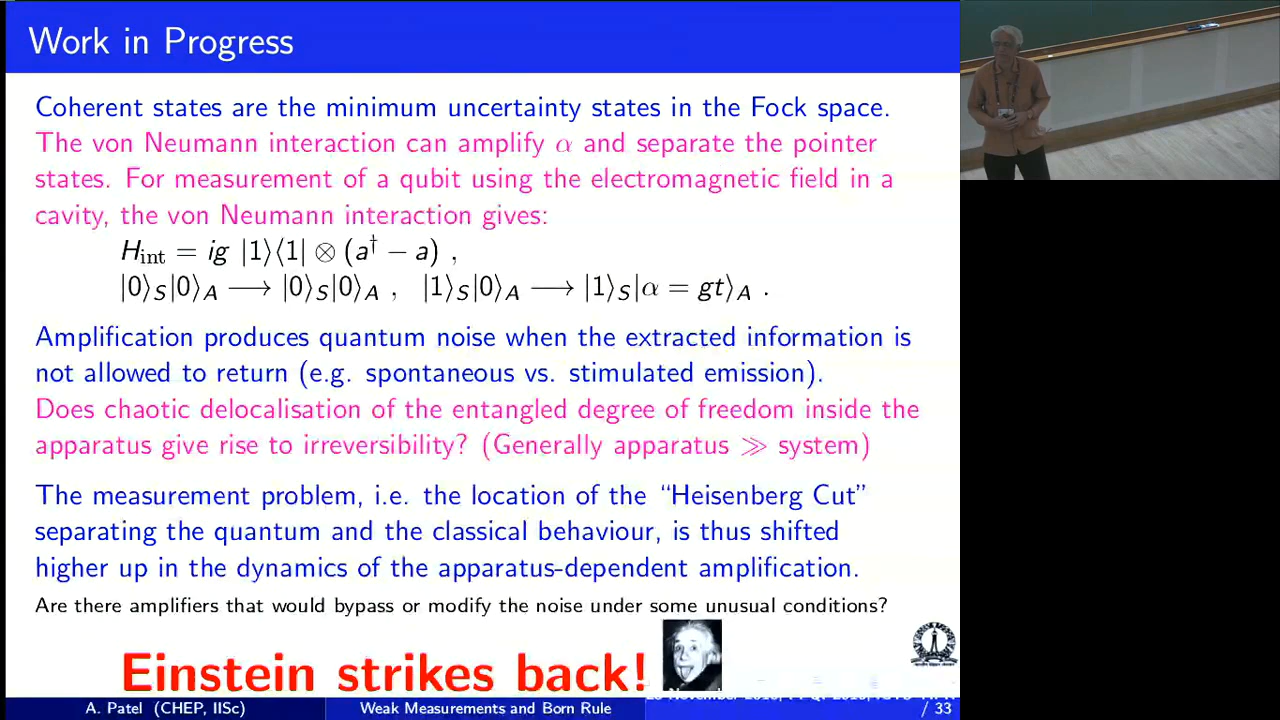 Work in Progress
Coherent states are the minimum uncertainty states in the Fock space.
The von Neumann interaction can amplify α and separate the pointer
states. For measurement of a qubit using the electromagnetic field in a
cavity, the von Neumann interaction gives:
H_int = ig |1⟩⟨1| ⊗ (a† − a) ,
|0⟩_S|0⟩_A ⟶ |0⟩_S|0⟩_A , |1⟩_S|0⟩_A ⟶ |1⟩_S|α = gt⟩_A .
Amplification produces quantum noise when the extracted information is
not allowed to return (e.g. spontaneous vs. stimulated emission).
Does chaotic delocalisation of the entangled degree of freedom inside the
apparatus give rise to irreversibility? (Generally apparatus ≫ system)
The measurement problem, i.e. the location of the “Heisenberg Cut”
separating the quantum and the classical behaviour, is thus shifted
higher up in the dynamics of the apparatus-dependent amplification.
Are there amplifiers that would bypass or modify the noise under some unusual conditions?
Einstein strikes back!
A. Patel (CHEP, IISc) Weak Measurements and Born Rule / 33